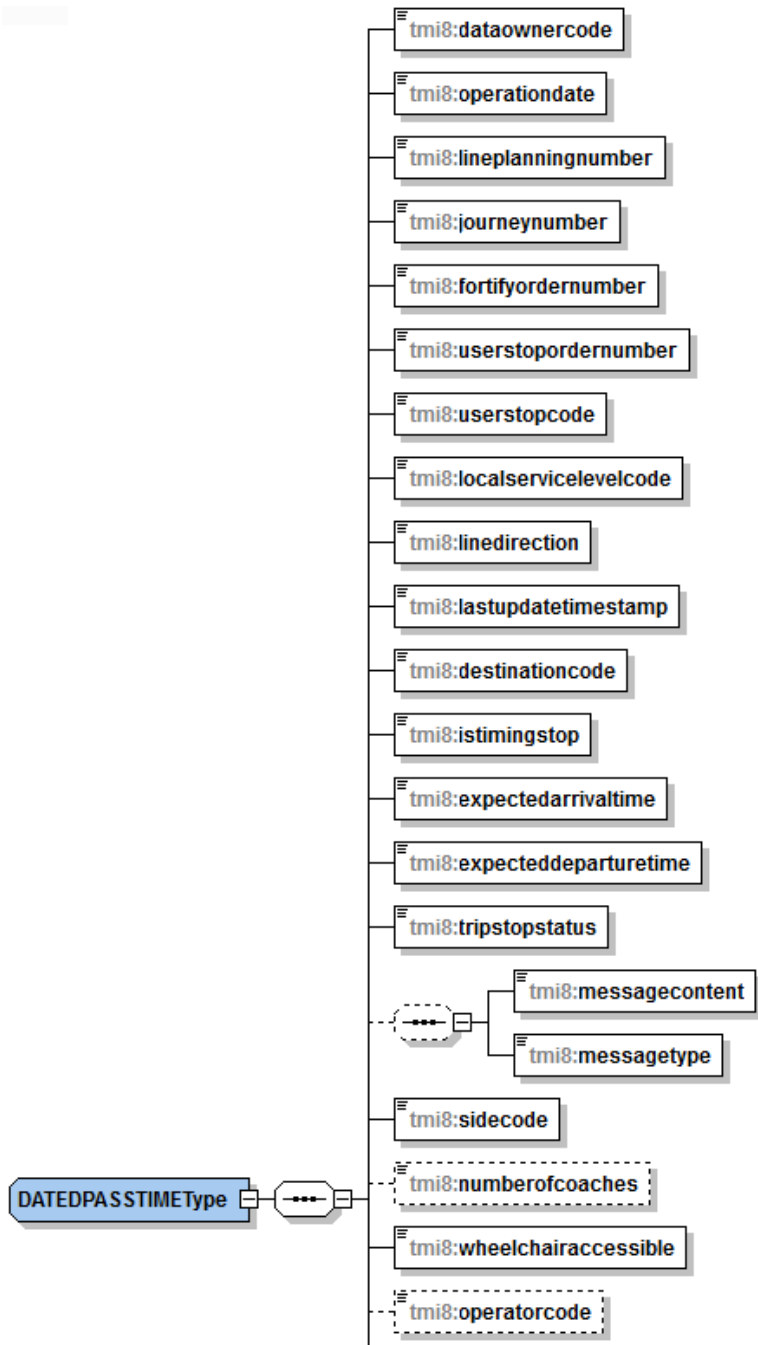 tmi8:dataownercode
tmi8:operationdate
tmi8:lineplanningnumber
tmi8:journeynumber
tmi8:fortifyordernumber
tmi8:userstopordernumber
tmi8:userstopcode
tmi8:localservicelevelcode
tmi8:linedirection
tmi8:lastupdatetimestamp
tmi8:destinationcode
tmi8:istimingstop
tmi8:expectedarrivaltime
tmi8:expecteddeparturetime
tmi8:tripstopstatus
tmi8:messagecontent
tmi8:messagetype
tmi8:sidecode
DATEDPASSTIMEType
tmi8:numberofcoaches
tmi8:wheelchairaccessible
tmi8:operatorcode